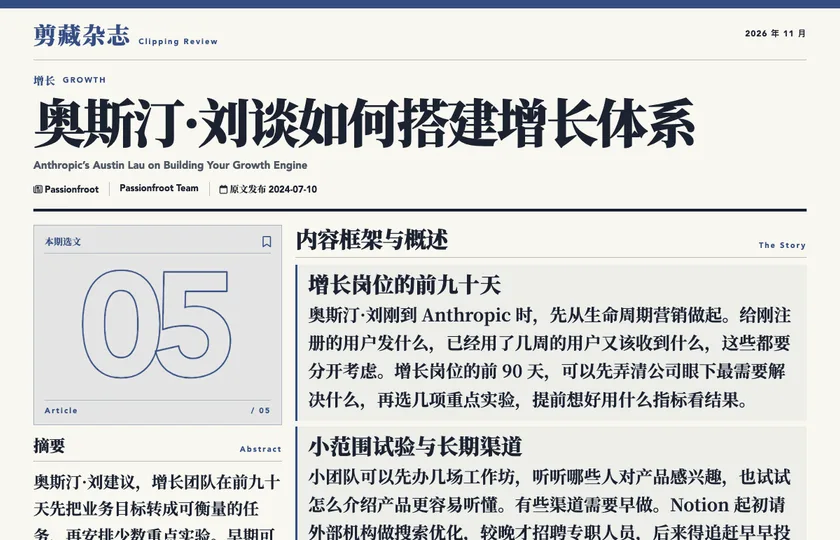 剪藏杂志 Clipping Review
2026 年 11 月
增长 GROWTH
奥斯汀·刘谈如何搭建增长体系
Anthropic's Austin Lau on Building Your Growth Engine
Passionfroot
Passionfroot Team
原文发布 2024-07-10
本期选文
05
Article / 05
摘要 Abstract
奥斯汀·刘建议，增长团队在前九十
天先把业务目标转成可衡量的任
务，再安排少数重点实验。早期可
内容框架与概述 The Story
增长岗位的前九十天
奥斯汀·刘刚到 Anthropic 时，先从生命周期营销做起。给刚注
册的用户发什么，已经用了几周的用户又该收到什么，这些都要
分开考虑。增长岗位的前 90 天，可以先弄清公司眼下最需要解
决什么，再选几项重点实验，提前想好用什么指标看结果。
小范围试验与长期渠道
小团队可以先办几场工作坊，听听哪些人对产品感兴趣，也试试
怎么介绍产品更容易听懂。有些渠道需要早做。Notion 起初请
外部机构做搜索优化，较晚才招聘专职人员，后来得追赶早早投